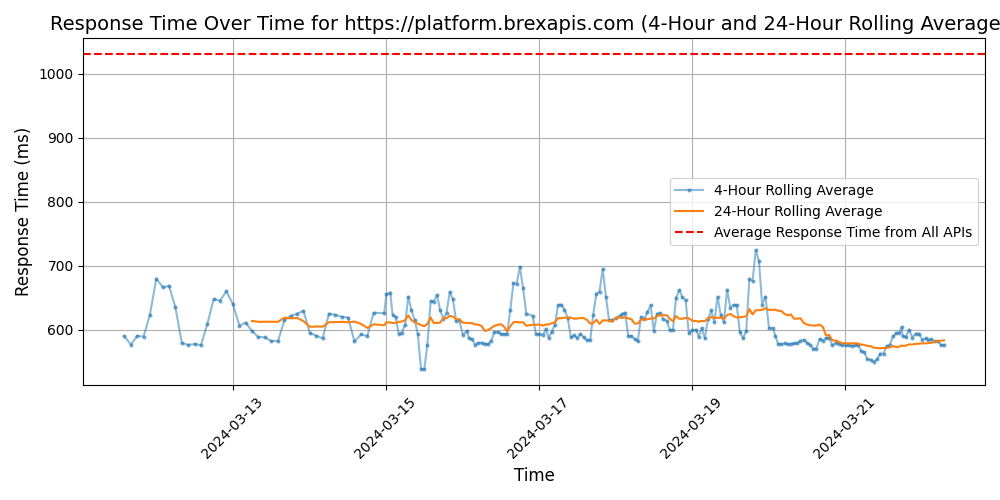 Response Time Over Time for https://platform.brexapis.com (4-Hour and 24-Hour Rolling Average
Response Time (ms)
1000
900
800
700
600
4-Hour Rolling Average
24-Hour Rolling Average
Average Response Time from All APIs
2024-03-13
2024-03-15
2024-03-17
2024-03-19
2024-03-21
Time